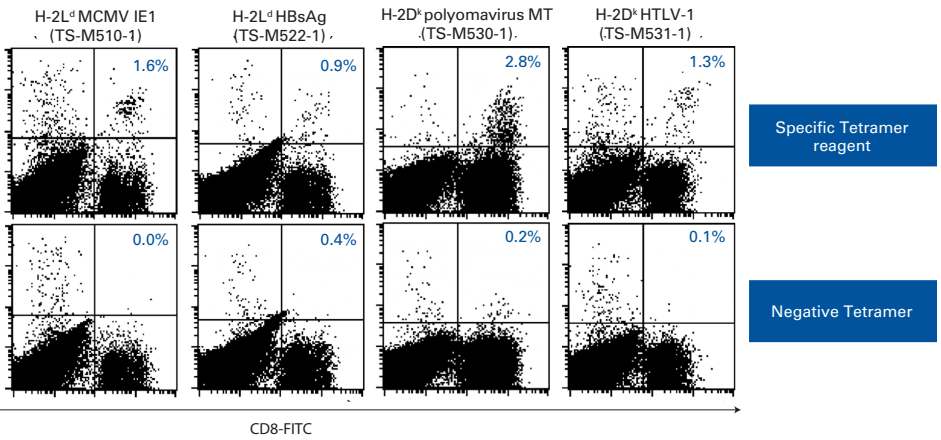 H-2Lᵈ MCMV IE1
(TS-M510-1)
H-2Lᵈ HBsAg
(TS-M522-1)
H-2Dᵏ polyomavirus MT
(TS-M530-1)
H-2Dᵏ HTLV-1
(TS-M531-1)
1.6%
0.9%
2.8%
1.3%
Specific Tetramer
reagent
0.0%
0.4%
0.2%
0.1%
Negative Tetramer
CD8-FITC